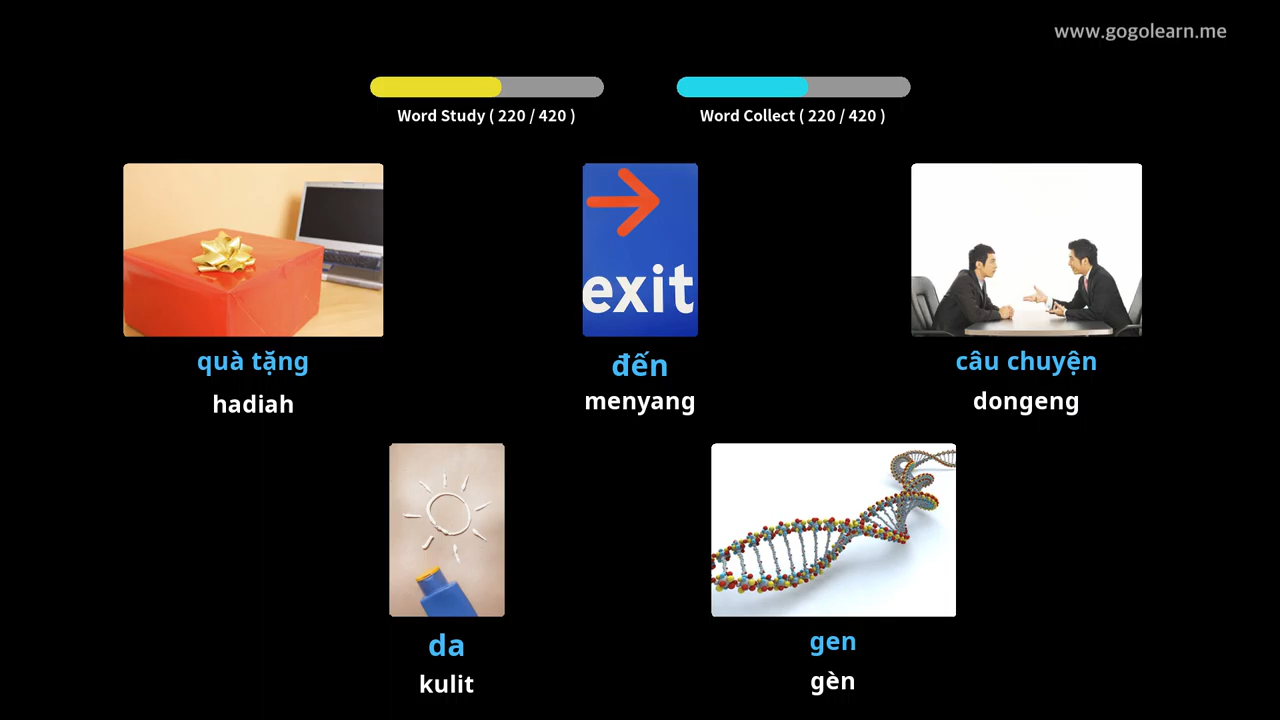 www.gogolearn.me
Word Study ( 220 / 420 )
Word Collect ( 220 / 420 )
exit
quà tặng
hadiah
đến
menyang
câu chuyện
dongeng
da
kulit
gen
gèn